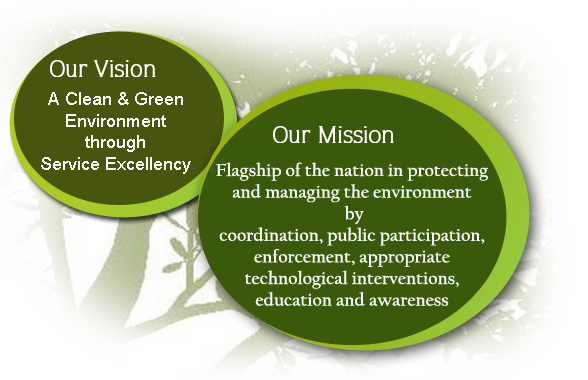 Our Vision
A Clean & Green
Environment
through
Service Excellency
Our Mission
Flagship of the nation in protecting
and managing the environment
by
coordination, public participation,
enforcement, appropriate
technological interventions,
education and awareness